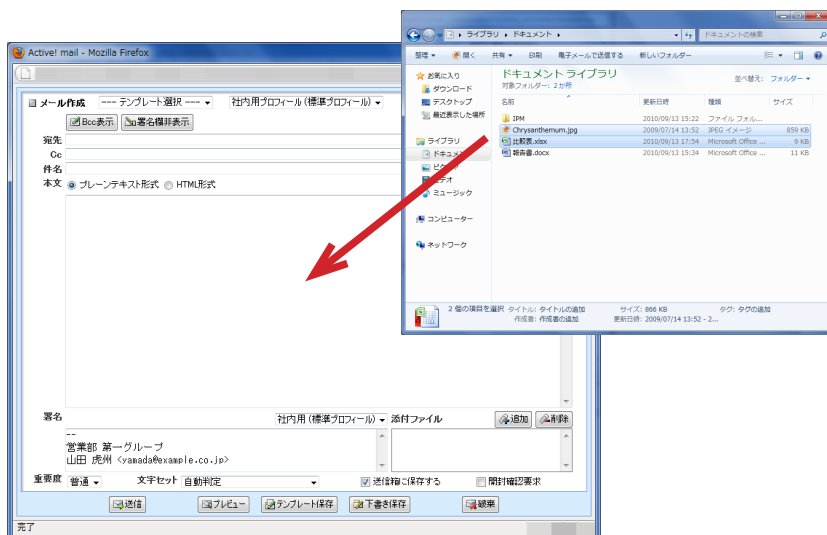 Active! mail - Mozilla Firefox
メール作成 --- テンプレート選択 --- 社内用プロフィール (標準プロフィール)
Bcc表示 署名欄非表示
宛先
Cc
件名
本文 プレーンテキスト形式 HTML形式
署名 社内用 (標準プロフィール) 添付ファイル 追加 削除
--
営業部 第一グループ
山田 虎州 <yamada@example.co.jp>
重要度 普通 文字セット 自動判定 送信箱に保存する 開封確認要求
送信 プレビュー テンプレート保存 下書き保存 破棄
完了
ライブラリ ドキュメント ドキュメントの検索
整理 開く 共有 印刷 電子メールで送信する 新しいフォルダー
お気に入り
ダウンロード
デスクトップ
最近表示した場所
ライブラリ
ドキュメン
ピク
デオ
ミュージック
コンピューター
ネットワーク
ドキュメント ライブラリ
対象フォルダー: 2 か所
並べ替え: フォルダー
名前 更新日時 種類 サイズ
IPM 2010/09/13 15:22 ファイル フォル...
Chrysanthemum.jpg 2009/07/14 13:52 JPEG イメージ 859 KB
比較表.xlsx 2010/09/13 17:54 Microsoft Office ... 9 KB
報告書.docx 2010/09/13 15:34 Microsoft Office ... 11 KB
2 個の項目を選択 タイトル: タイトルの追加 サイズ: 866 KB タグ: タグの追加
作成者: 作成者の追加 更新日時: 2009/07/14 13:52 - 2...